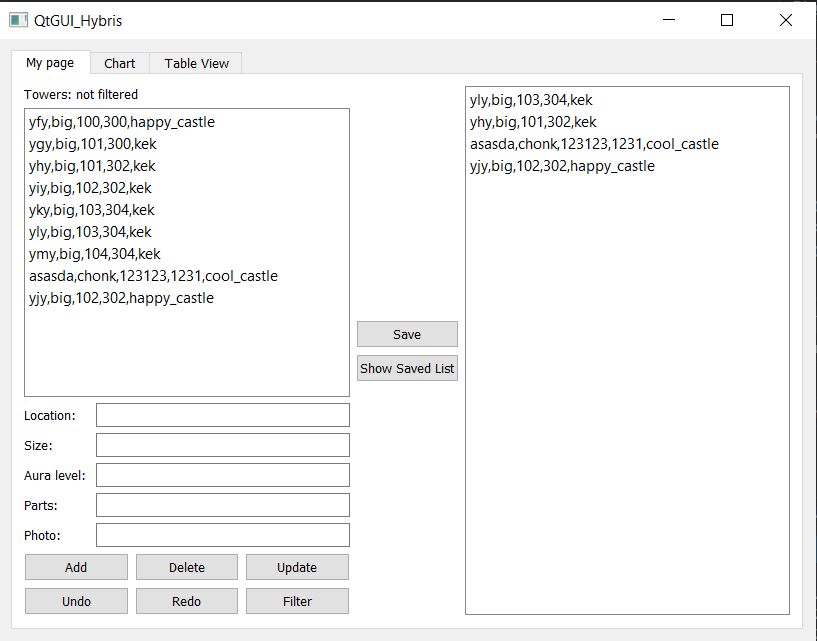 QtGUI_Hybris
My page
Chart
Table View
Towers: not filtered
yfy,big,100,300,happy_castle
ygy,big,101,300,kek
yhy,big,101,302,kek
yiy,big,102,302,kek
yky,big,103,304,kek
yly,big,103,304,kek
ymy,big,104,304,kek
asasda,chonk,123123,1231,cool_castle
yjy,big,102,302,happy_castle
Location:
Size:
Aura level:
Parts:
Photo:
Add
Delete
Update
Undo
Redo
Filter
Save
Show Saved List
yly,big,103,304,kek
yhy,big,101,302,kek
asasda,chonk,123123,1231,cool_castle
yjy,big,102,302,happy_castle